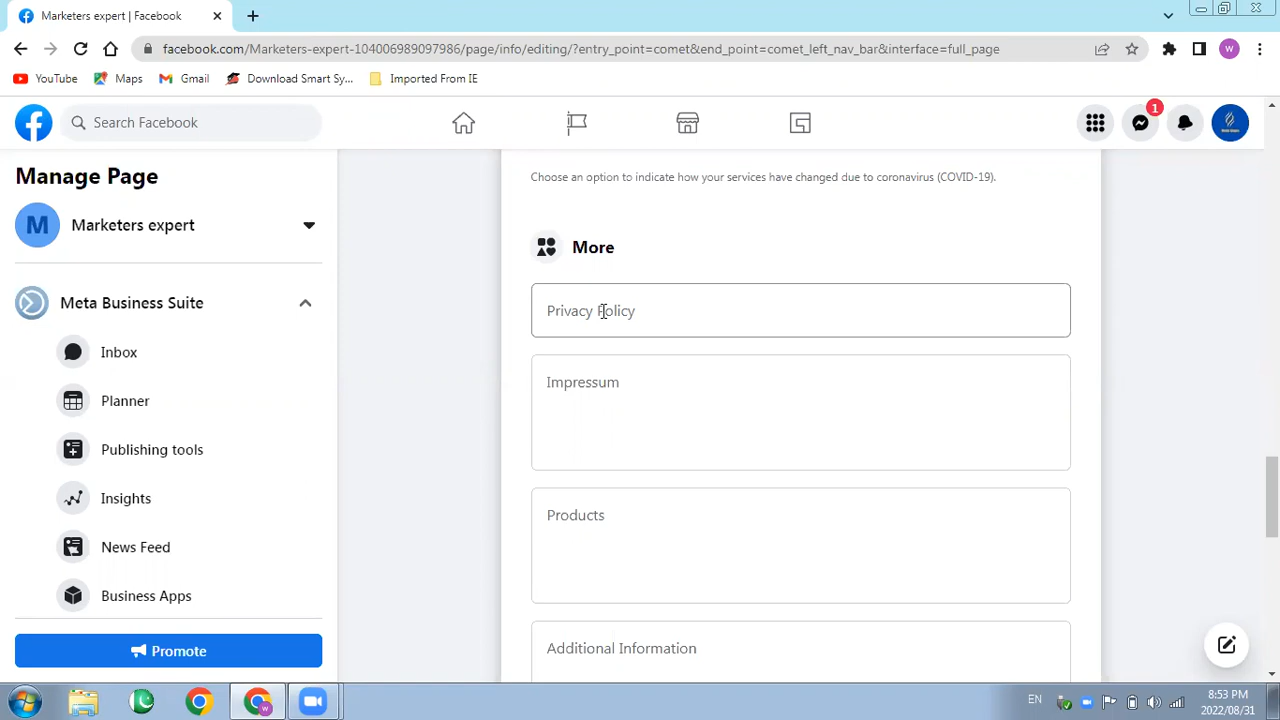 Marketers expert | Facebook
facebook.com/Marketers-expert-104006989097986/page/info/editing/?entry_point=comet&end_point=comet_left_nav_bar&interface=full_page
W
YouTube
Maps
Gmail
Download Smart Sy...
Imported From IE
Search Facebook
1
Manage Page
M
Marketers expert
Meta Business Suite
Inbox
Planner
Publishing tools
Insights
News Feed
Business Apps
Promote
Choose an option to indicate how your services have changed due to coronavirus (COVID-19).
More
Privacy Policy
Impressum
Products
Additional Information
EN
8:53 PM
2022/08/31